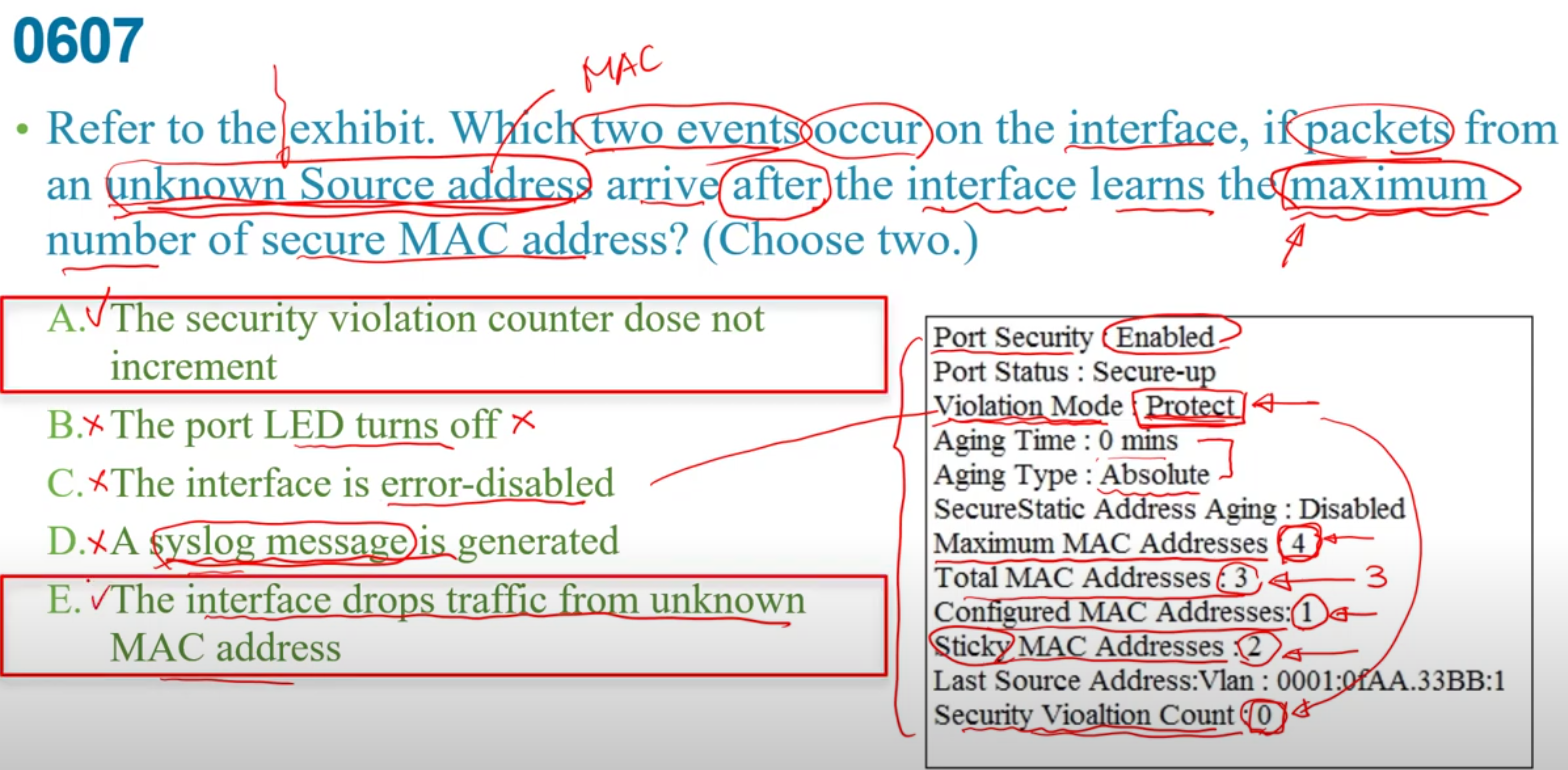 0607
MAC
• Refer to the exhibit. Which two events occur on the interface, if packets from
an unknown Source address arrive after the interface learns the maximum
number of secure MAC address? (Choose two.)
A. The security violation counter dose not
increment
B. The port LED turns off
C. The interface is error-disabled
D. A syslog message is generated
E. The interface drops traffic from unknown
MAC address
Port Security : Enabled
Port Status : Secure-up
Violation Mode : Protect
Aging Time : 0 mins
Aging Type : Absolute
SecureStatic Address Aging : Disabled
Maximum MAC Addresses : 4
Total MAC Addresses : 3 3
Configured MAC Addresses: 1
Sticky MAC Addresses : 2
Last Source Address:Vlan : 0001:0fAA.33BB:1
Security Vioaltion Count : 0